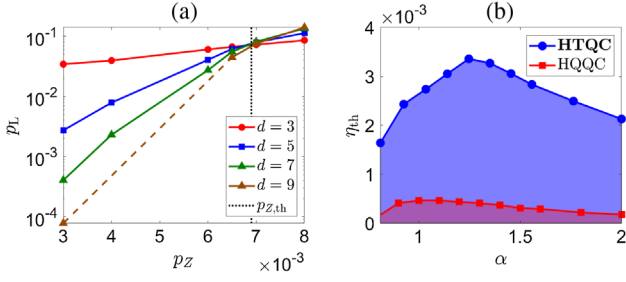 (a)
10⁻¹
10⁻²
10⁻³
10⁻⁴
p_L
d = 3
d = 5
d = 7
d = 9
p_{Z,th}
3 4 5 6 7 8
p_Z
×10⁻³
(b)
×10⁻³
4
3
2
1
0
η_th
HTQC
HQQC
1 1.5 2
α